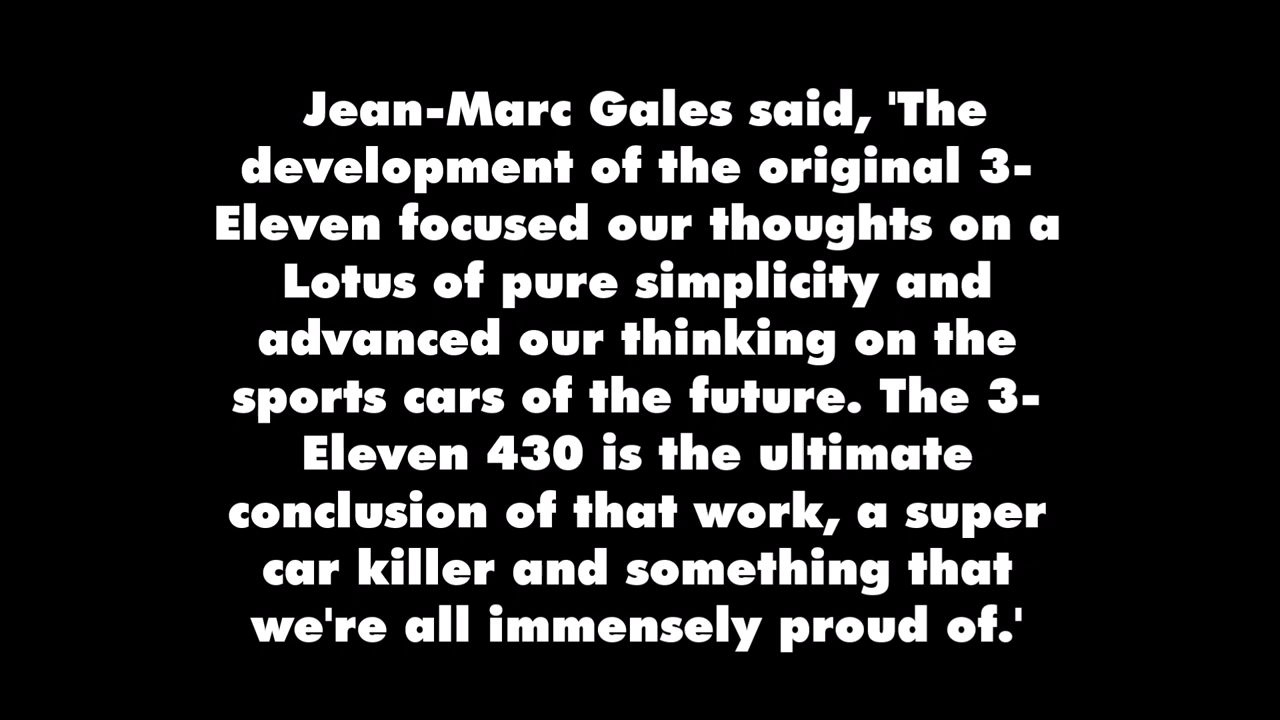 Jean-Marc Gales said, 'The
development of the original 3-
Eleven focused our thoughts on a
Lotus of pure simplicity and
advanced our thinking on the
sports cars of the future. The 3-
Eleven 430 is the ultimate
conclusion of that work, a super
car killer and something that
we're all immensely proud of.'